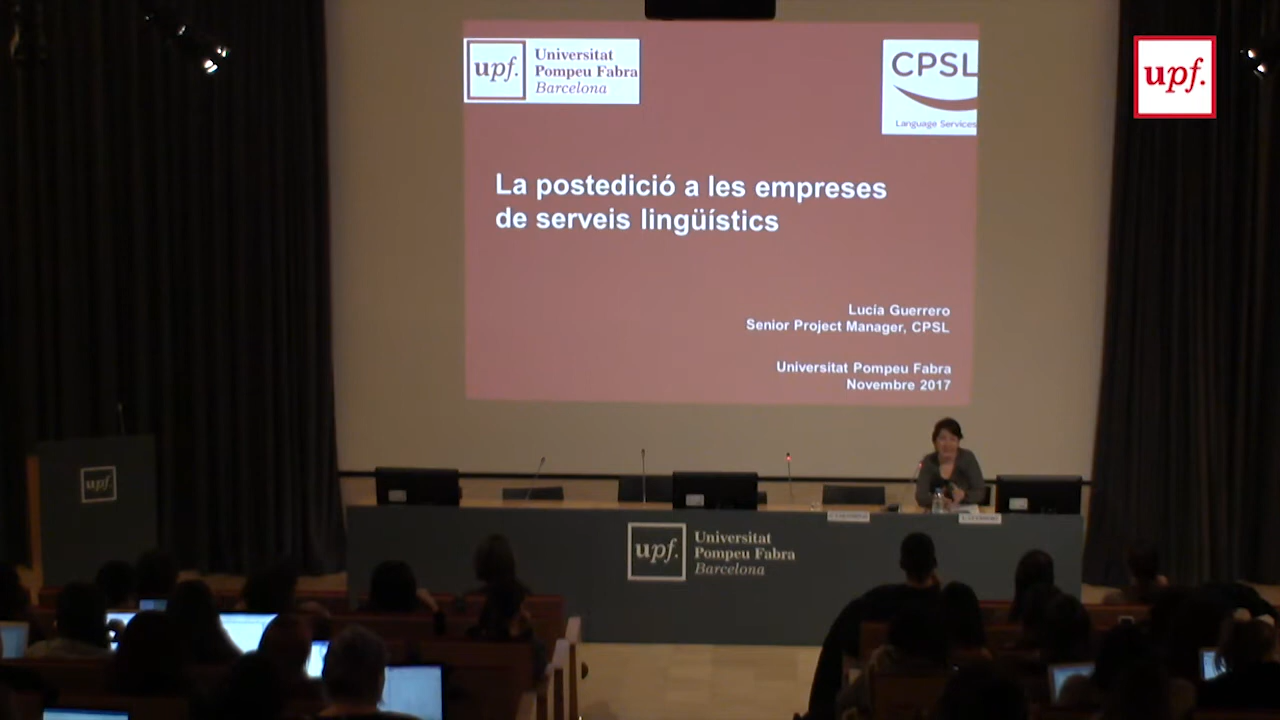 upf.
Universitat
Pompeu Fabra
Barcelona
CPSL
Language Services
upf.
La postedició a les empreses
de serveis lingüístics
Lucía Guerrero
Senior Project Manager, CPSL
Universitat Pompeu Fabra
Novembre 2017
upf.
upf.
Universitat
Pompeu Fabra
Barcelona